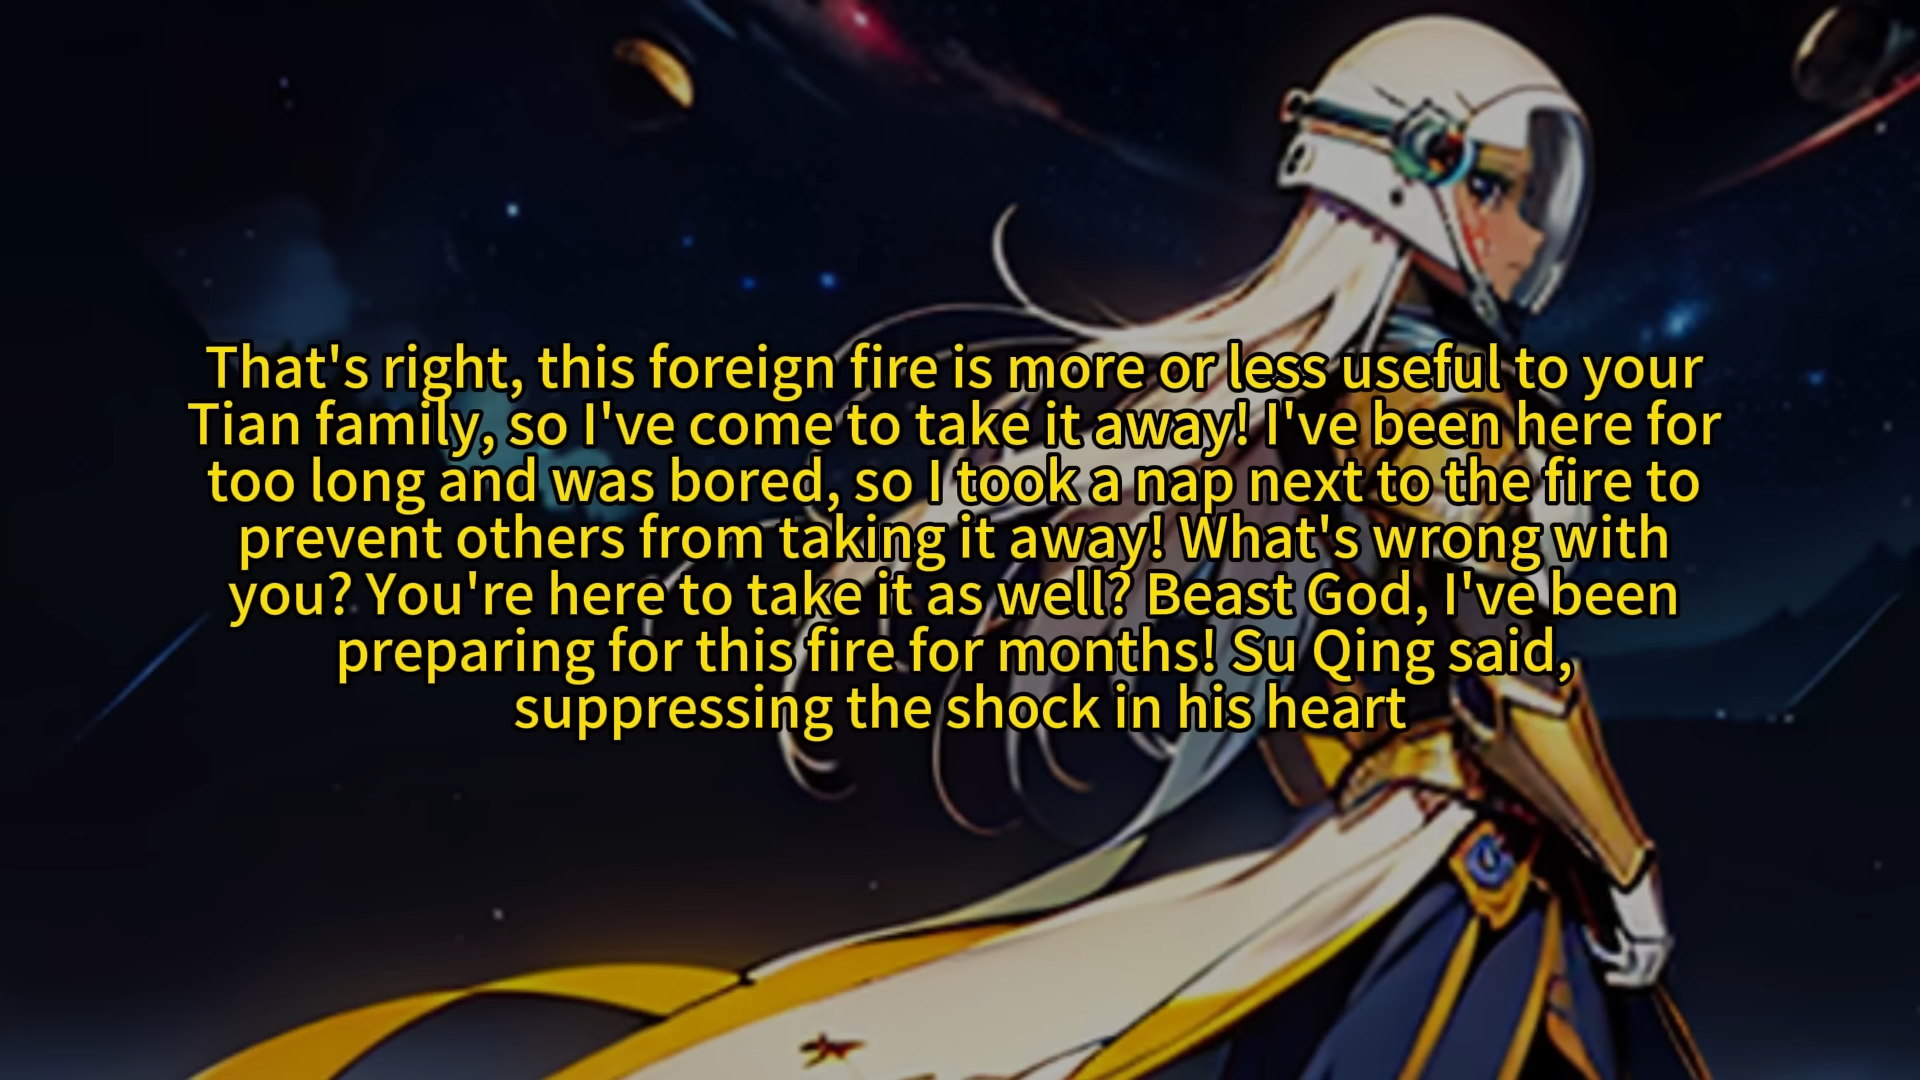 That's right, this foreign fire is more or less useful to your
Tian family, so I've come to take it away! I've been here for
too long and was bored, so I took a nap next to the fire to
prevent others from taking it away! What's wrong with
you? You're here to take it as well? Beast God, I've been
preparing for this fire for months! Su Qing said,
suppressing the shock in his heart